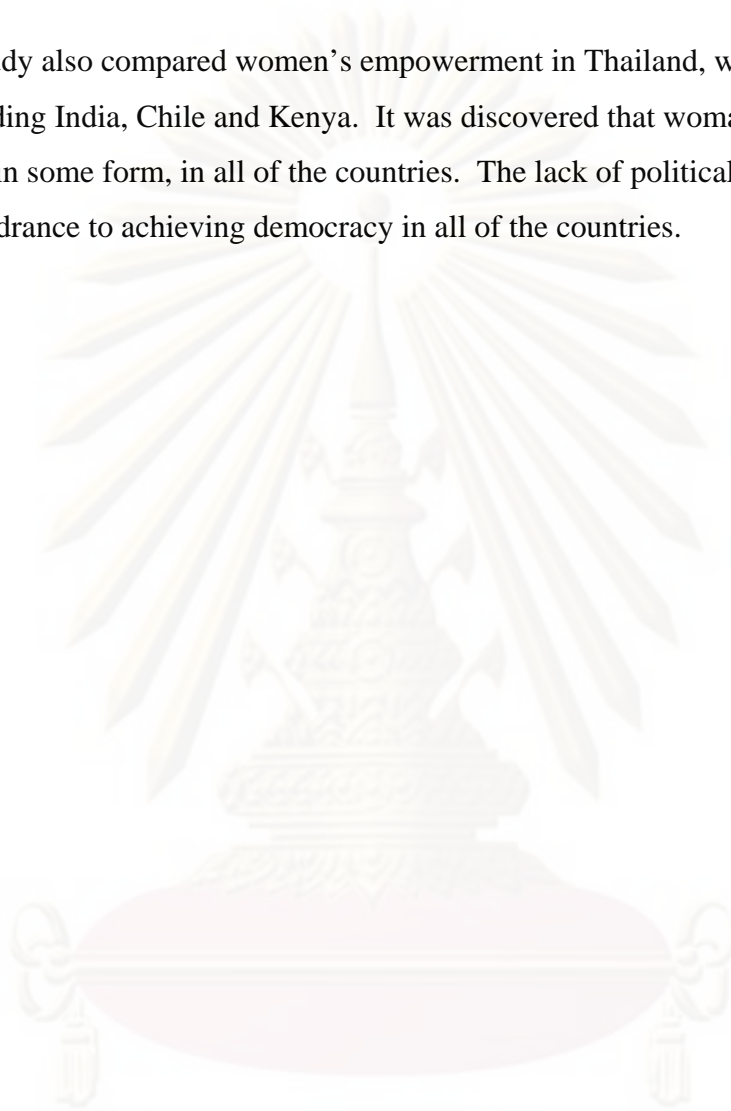 dy also compared women's empowerment in Thailand, w
ding India, Chile and Kenya. It was discovered that woma
in some form, in all of the countries. The lack of political
drance to achieving democracy in all of the countries.